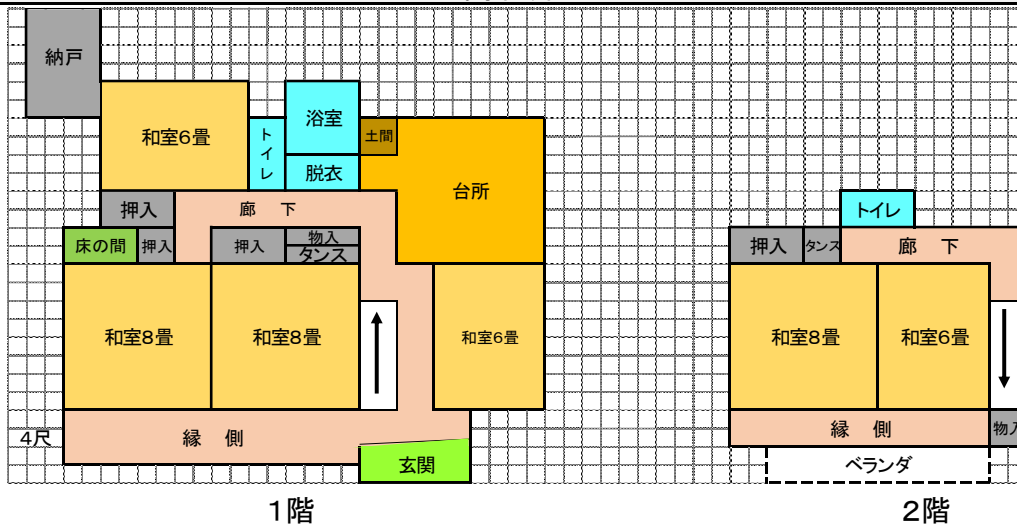 納戸
和室6畳
トイレ
浴室
脱衣
土間
台所
押入
廊 下
床の間
押入
押入
物入
タンス
和室8畳
和室8畳
和室6畳
4尺
縁 側
玄関
1階
トイレ
押入
タンス
廊 下
和室8畳
和室6畳
縁 側
物入
ベランダ
2階